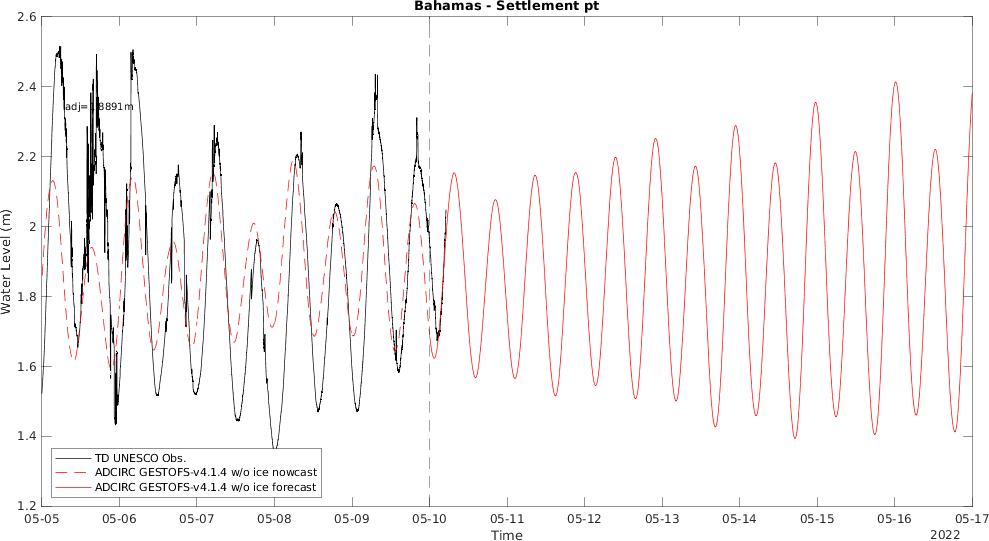 Bahamas - Settlement pt
2.6
2.4
2.2
2
1.8
1.6
1.4
1.2
Water Level (m)
TD UNESCO Obs.
ADCIRC GESTOFS-v4.1.4 w/o ice nowcast
ADCIRC GESTOFS-v4.1.4 w/o ice forecast
05-05 05-06 05-07 05-08 05-09 05-10 05-11 05-12 05-13 05-14 05-15 05-16 05-17
Time
2022